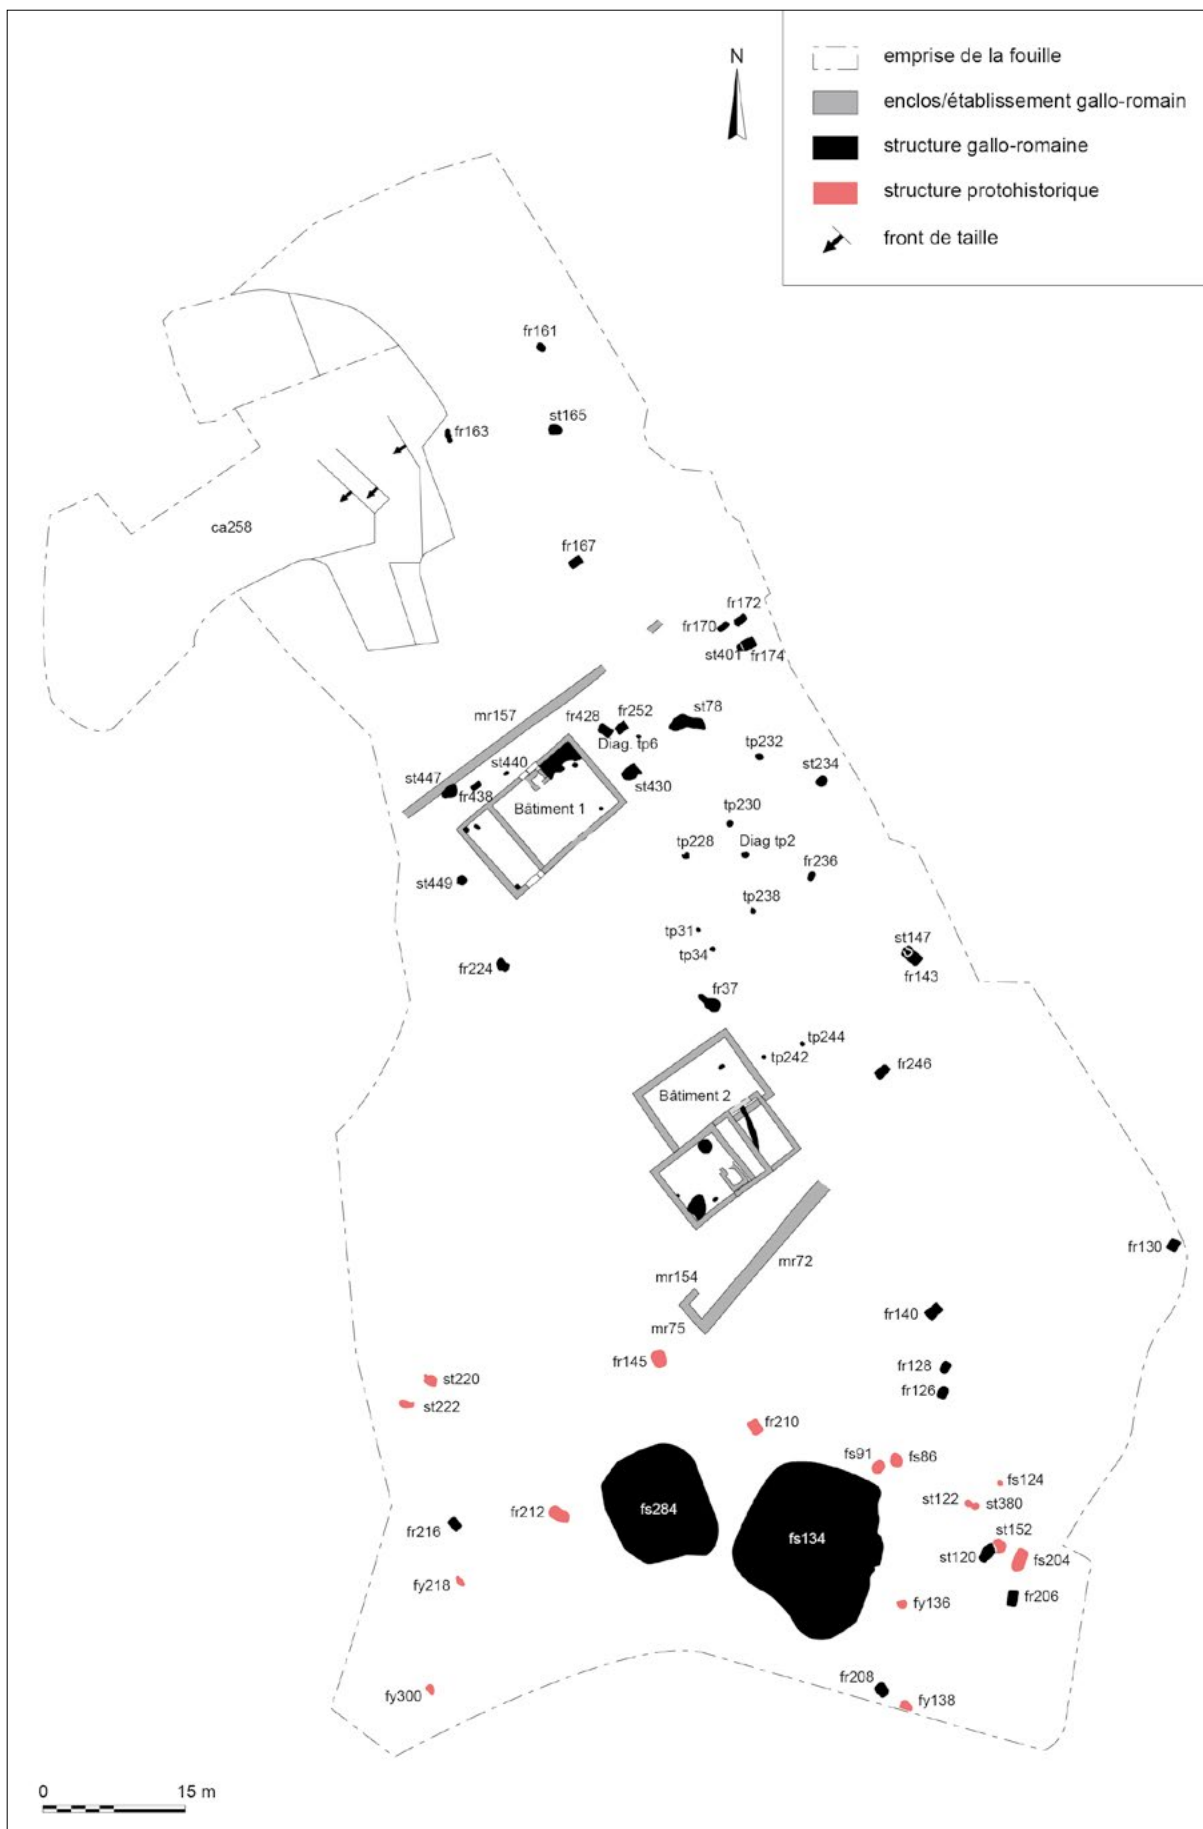 N
emprise de la fouille
enclos/établissement gallo-romain
structure gallo-romaine
structure protohistorique
front de taille
fr161
st165
fr163
ca258
fr167
fr172
fr170
st401
fr174
mr157
fr428
fr252
st78
Diag. tp6
st440
st447
fr438
st430
Bâtiment 1
tp232
st234
tp230
tp228
Diag tp2
fr236
st449
tp238
tp31
tp34
st147
fr143
fr224
fr37
tp244
tp242
fr246
Bâtiment 2
fr130
mr72
mr154
mr75
fr140
fr145
fr128
fr126
st220
st222
fr210
fs91
fs86
fs124
st122
st380
fr212
fs284
fs134
st152
st120
fs204
fr216
fy218
fy136
fr206
fr208
fy138
fy300
0
15 m